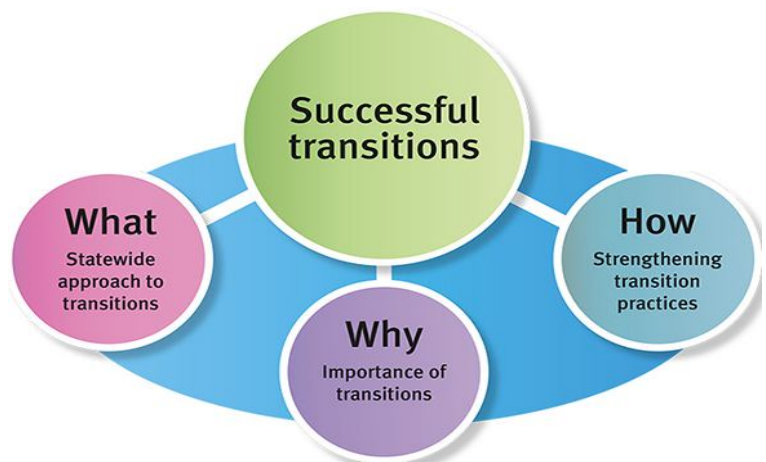 Successful
transitions
What
Statewide
approach to
transitions
Why
Importance of
transitions
How
Strengthening
transition
practices